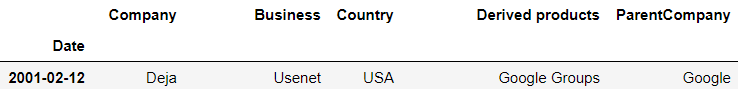 Company Business Country Derived products ParentCompany
Date
2001-02-12 Deja Usenet USA Google Groups Google